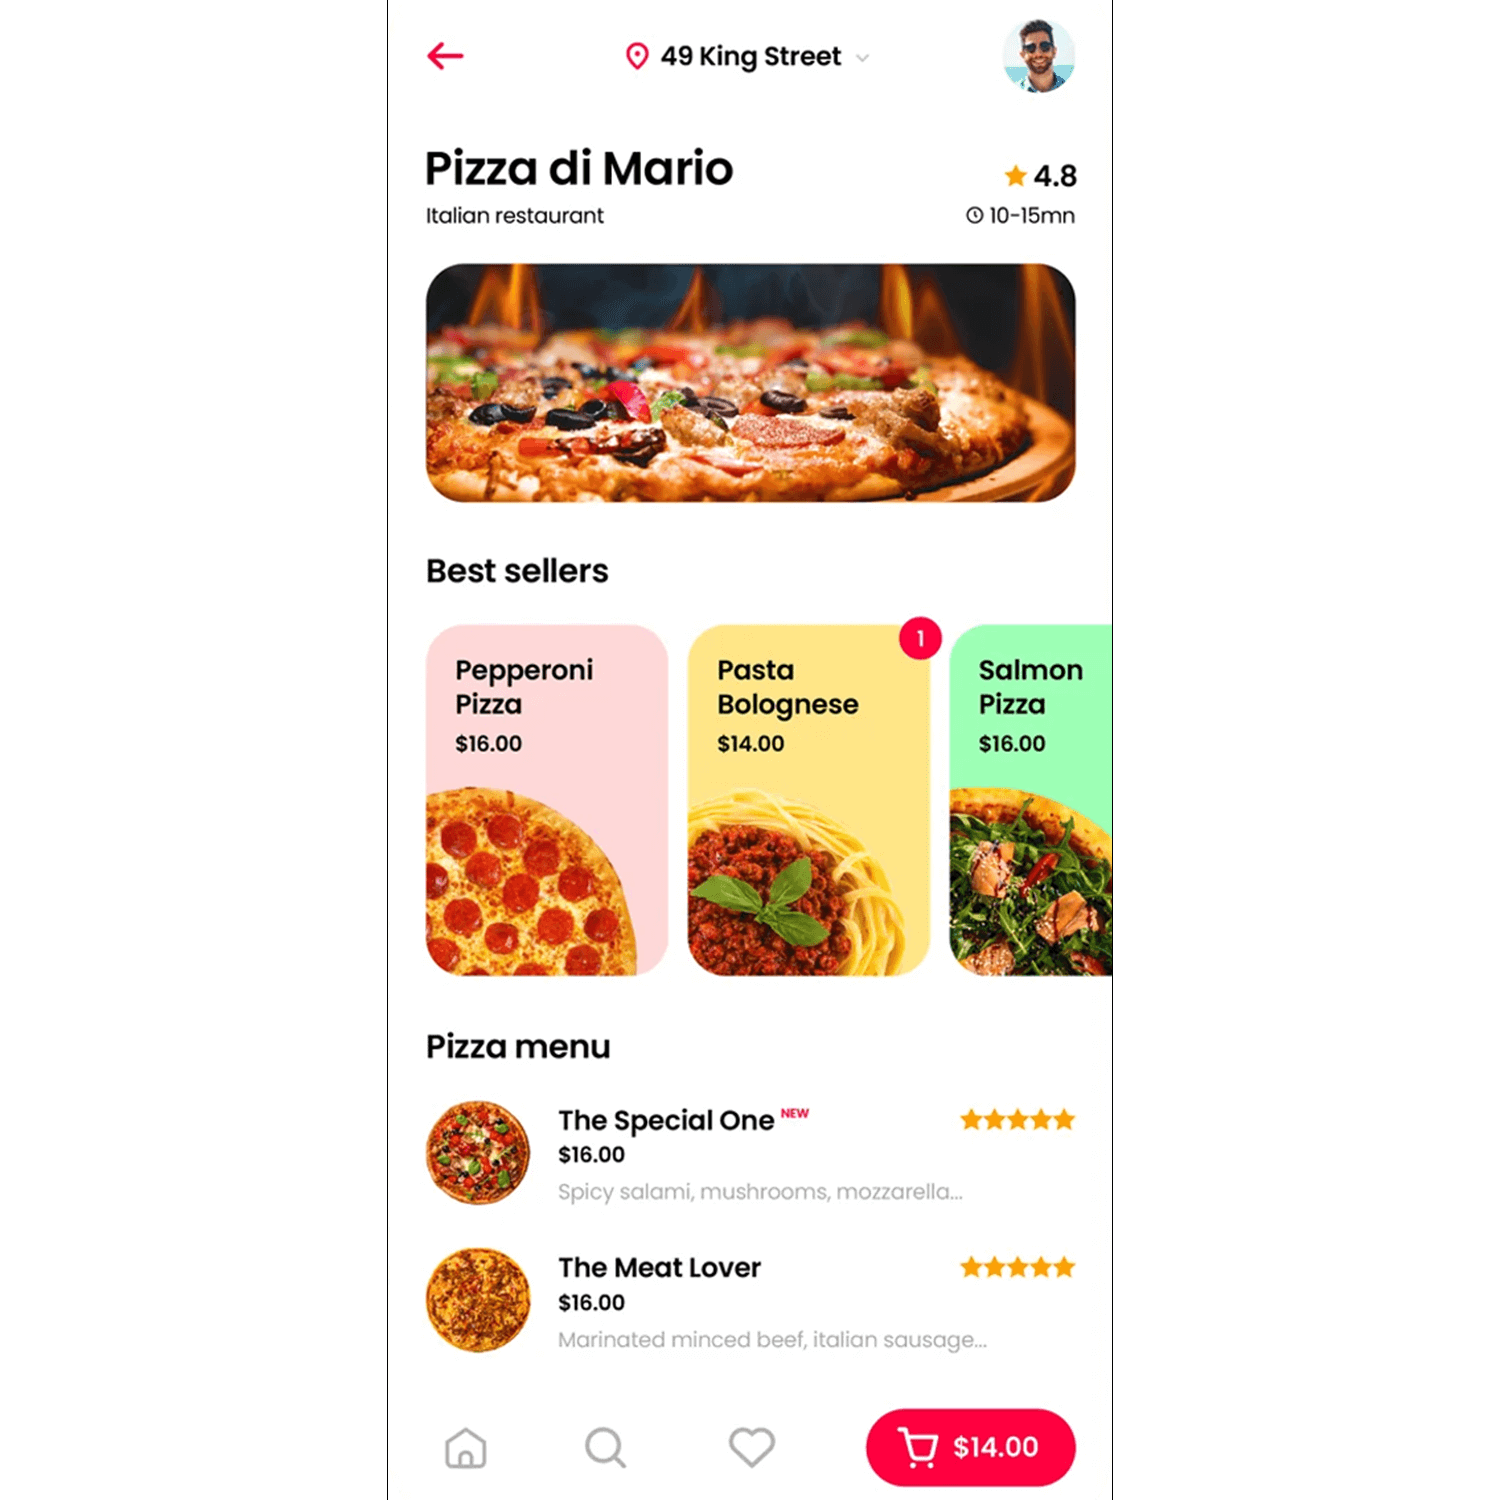 49 King Street
Pizza di Mario
4.8
Italian restaurant
10-15mn
Best sellers
1
Pepperoni
Pizza
$16.00
Pasta
Bolognese
$14.00
Salmon
Pizza
$16.00
Pizza menu
The Special One NEW
$16.00
Spicy salami, mushrooms, mozzarella...
The Meat Lover
$16.00
Marinated minced beef, italian sausage...
$14.00